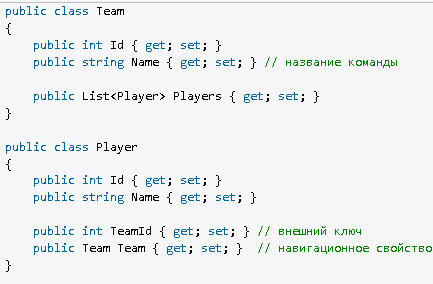 public class Team
{
    public int Id { get; set; }
    public string Name { get; set; } // название команды

    public List<Player> Players { get; set; }
}

public class Player
{
    public int Id { get; set; }
    public string Name { get; set; }

    public int TeamId { get; set; } // внешний ключ
    public Team Team { get; set; }  // навигационное свойство
}